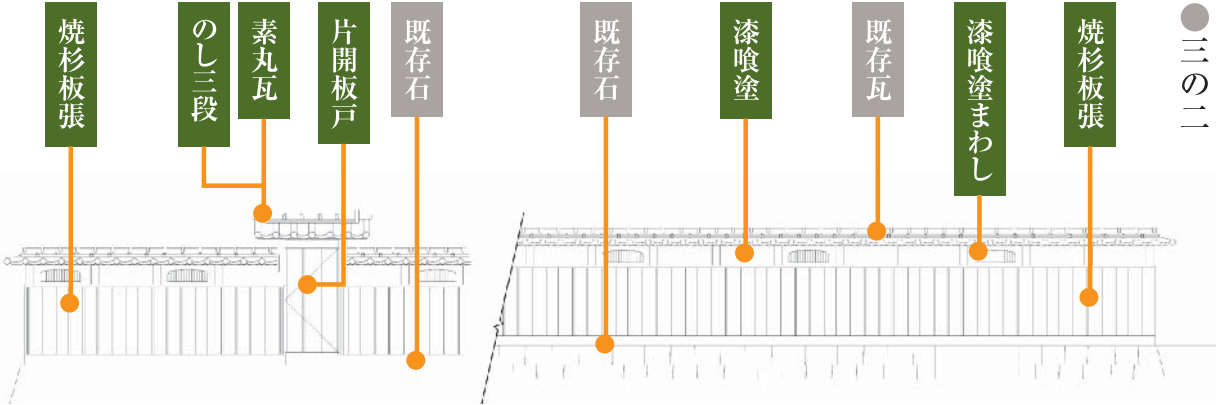 ●三の二
焼杉板張
漆喰塗まわし
既存瓦
漆喰塗
既存石
既存石
片開板戸
素丸瓦
のし三段
焼杉板張